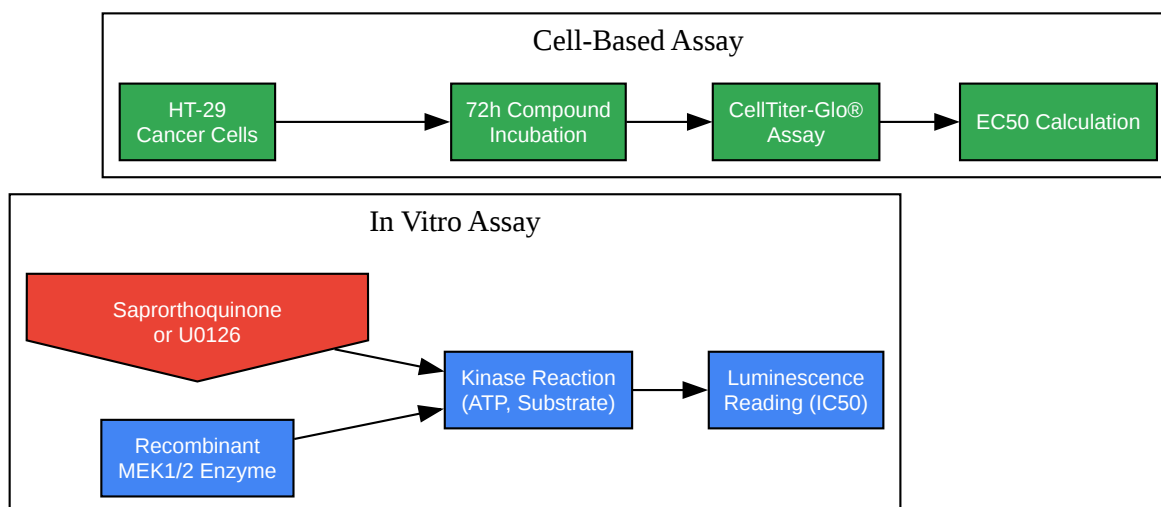 Cell-Based Assay
HT-29
Cancer Cells
72h Compound
Incubation
CellTiter-Glo®
Assay
EC50 Calculation
In Vitro Assay
Saprorthoquinone
or U0126
Recombinant
MEK1/2 Enzyme
Kinase Reaction
(ATP, Substrate)
Luminescence
Reading (IC50)